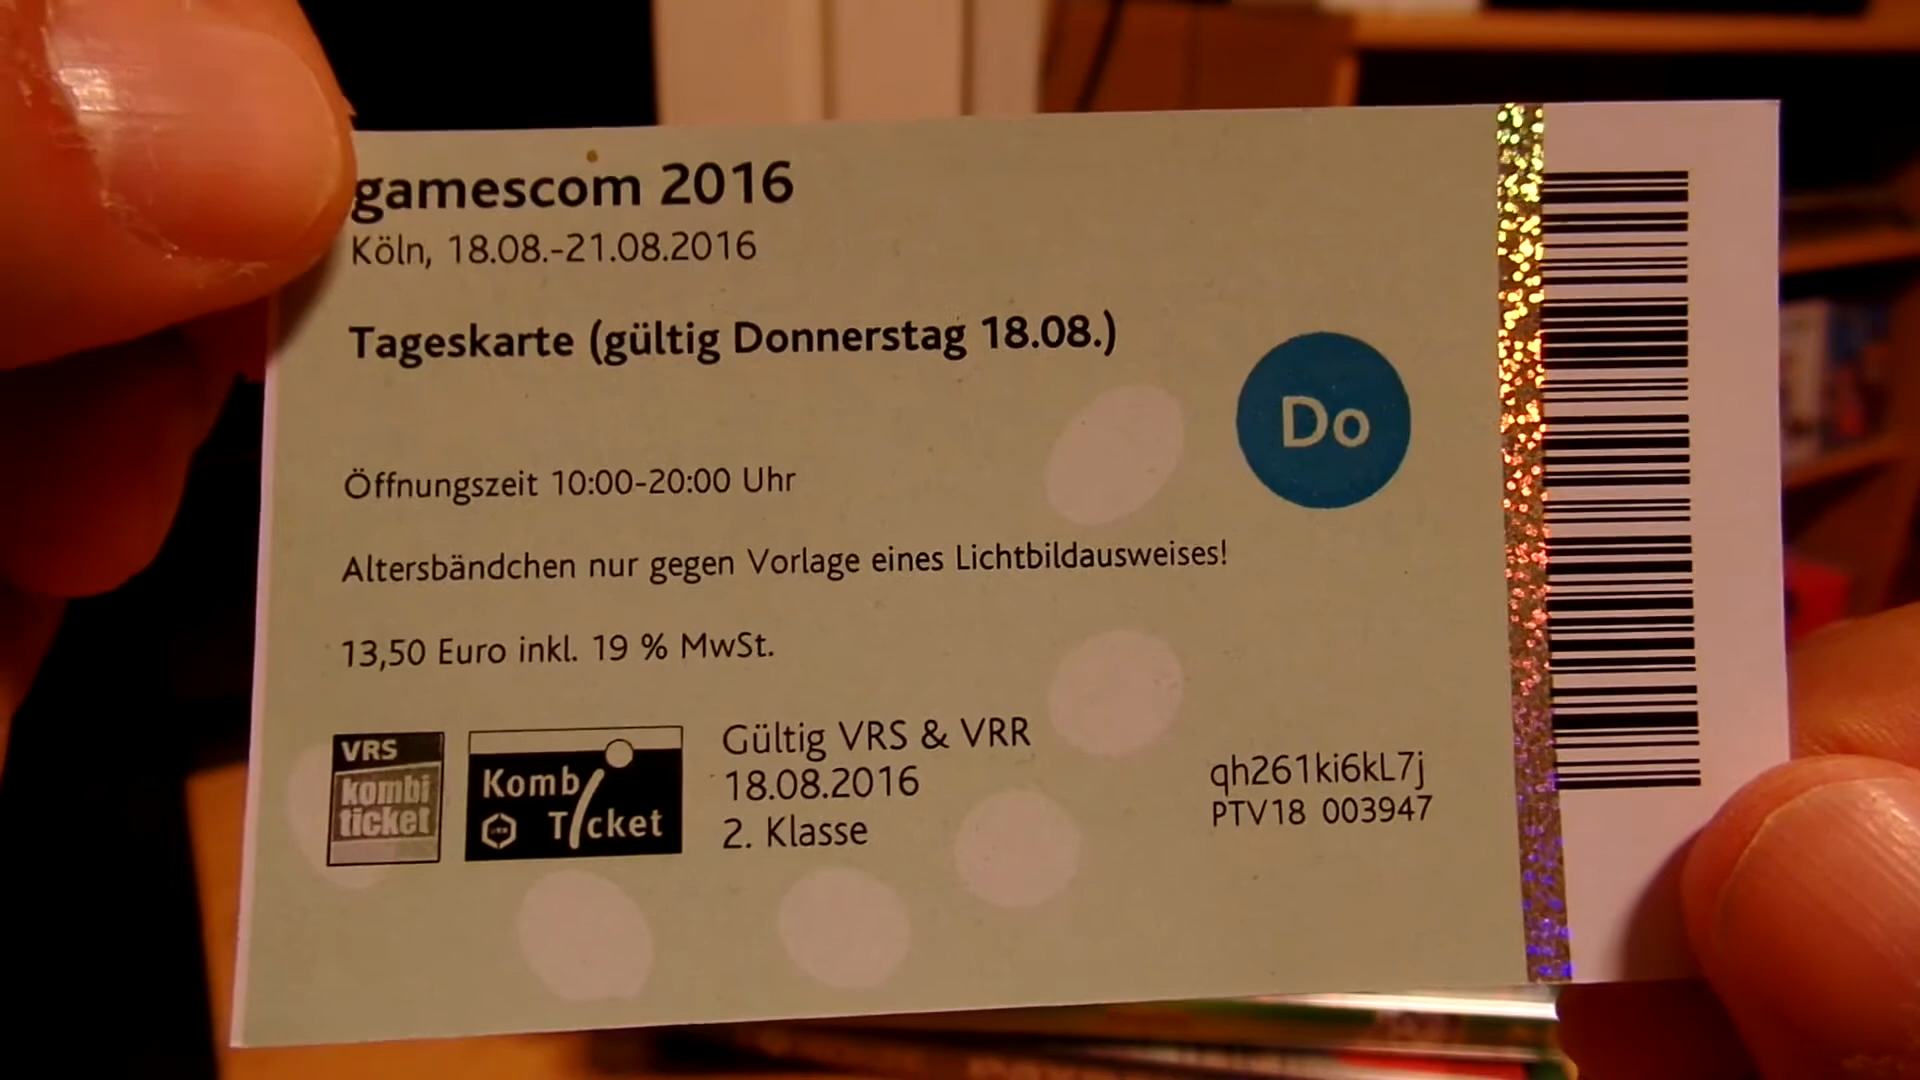 gamescom 2016
Köln, 18.08.-21.08.2016
Tageskarte (gültig Donnerstag 18.08.)
Do
Öffnungszeit 10:00-20:00 Uhr
Altersbändchen nur gegen Vorlage eines Lichtbildausweises!
13,50 Euro inkl. 19 % MwSt.
VRS
kombi
ticket
Kombi
Ticket
Gültig VRS & VRR
18.08.2016
2. Klasse
qh261ki6kL7j
PTV18 003947